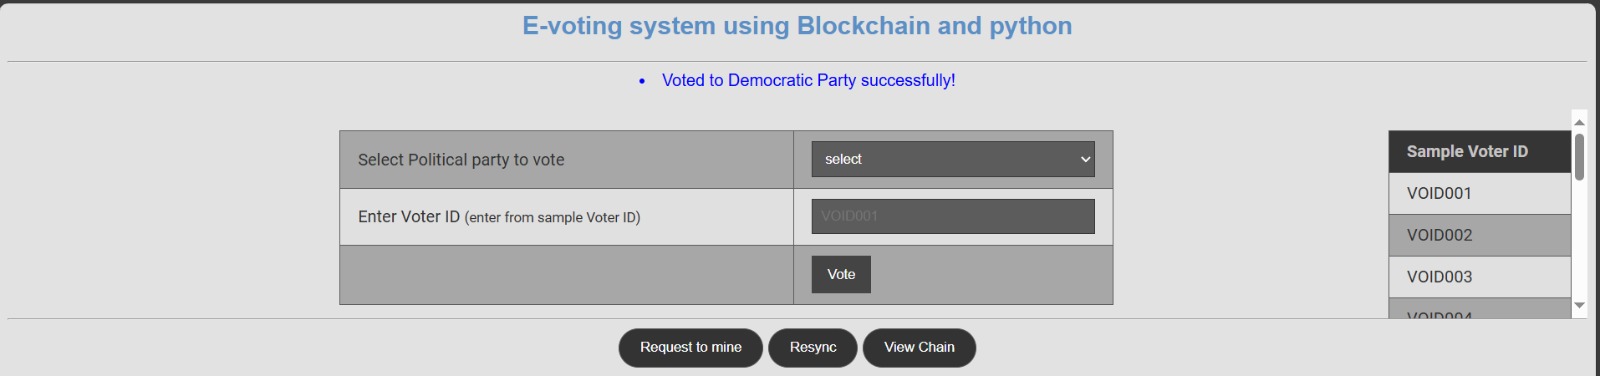 E-voting system using Blockchain and python
• Voted to Democratic Party successfully!
Select Political party to vote
select
Enter Voter ID (enter from sample Voter ID)
VOID001
Vote
Sample Voter ID
VOID001
VOID002
VOID003
VOID004
Request to mine
Resync
View Chain